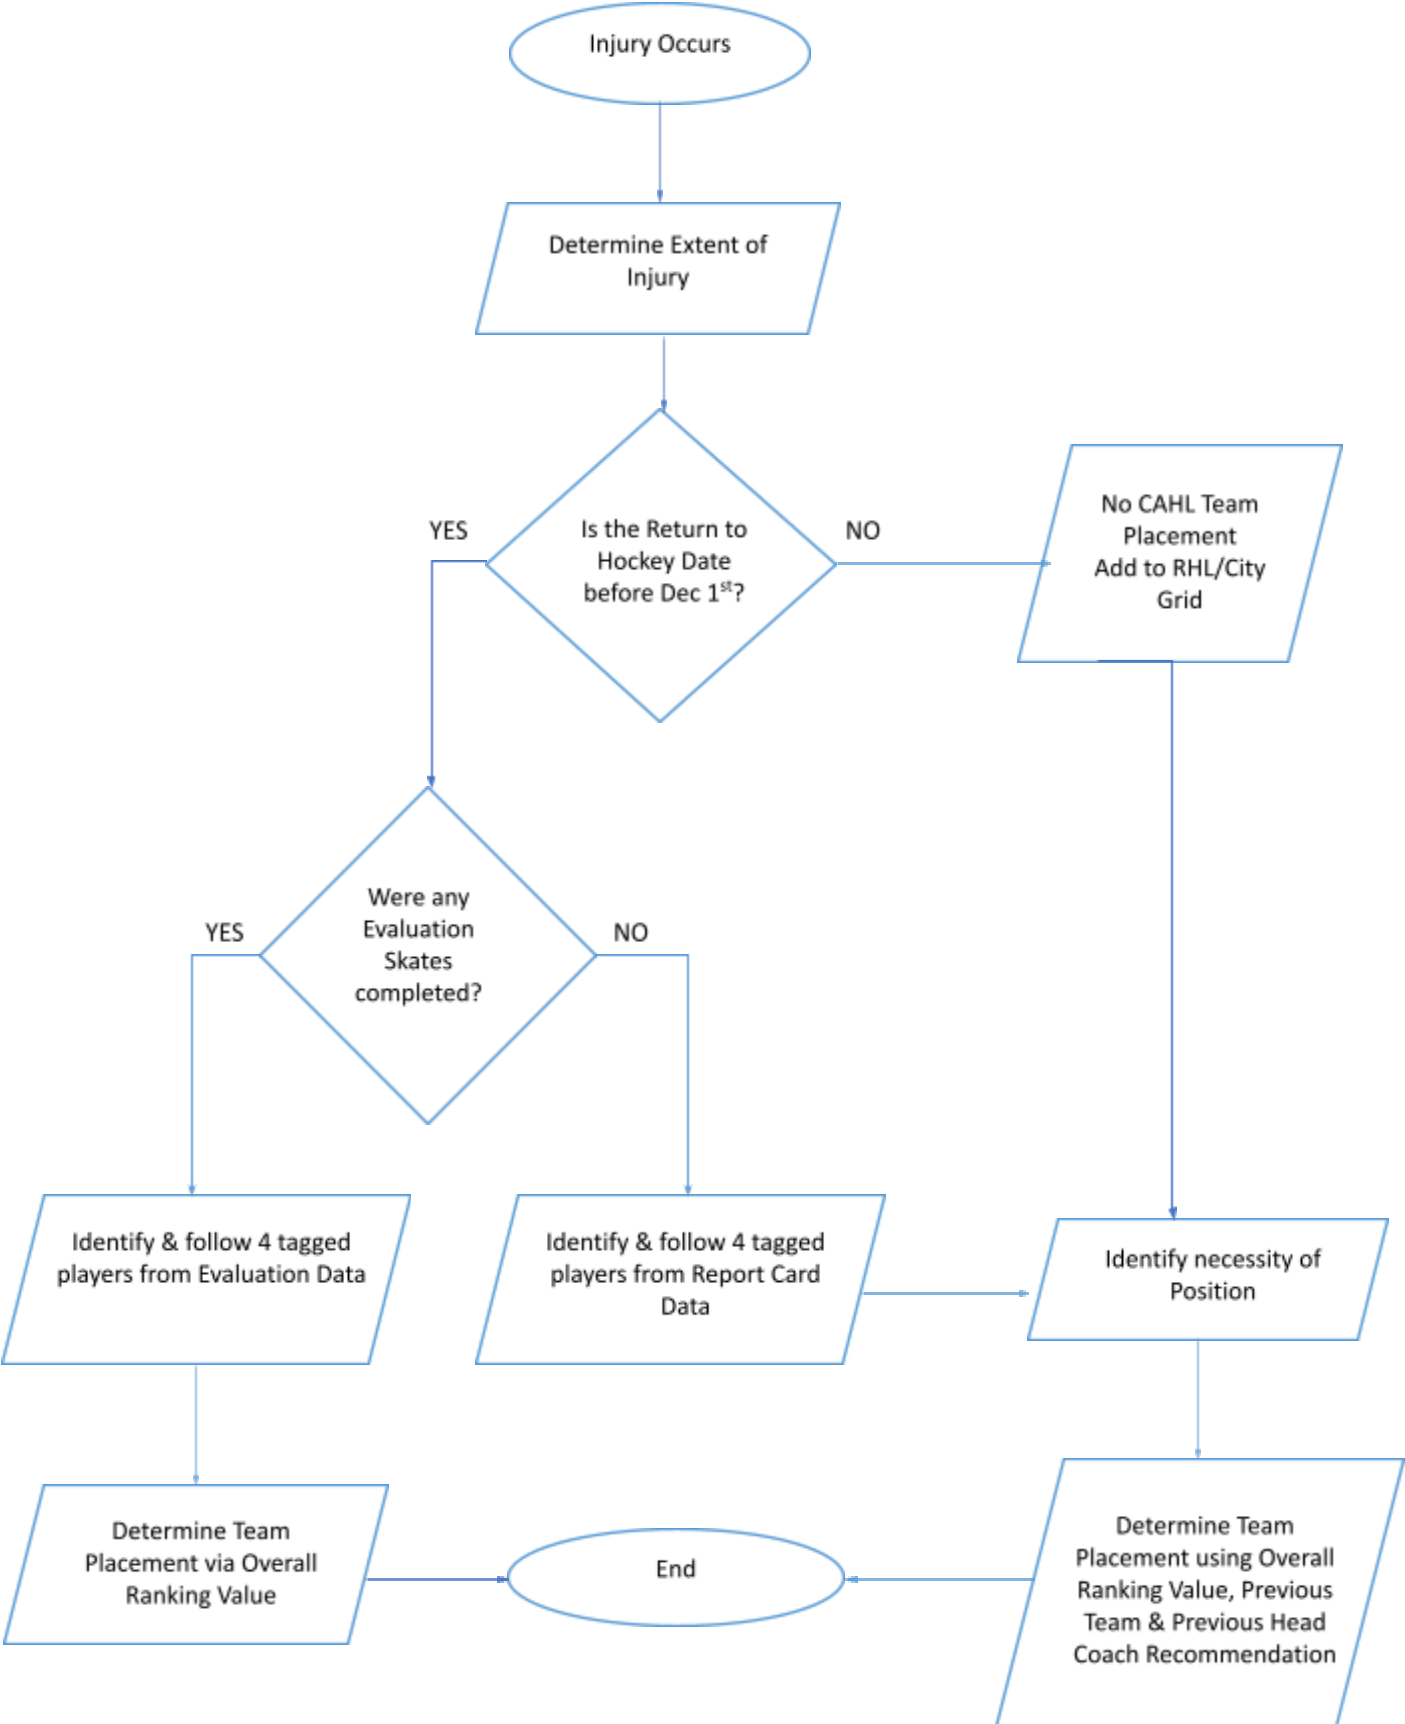 Injury Occurs
Determine Extent of
Injury
YES
Is the Return to
Hockey Date
before Dec 1st?
NO
No CAHL Team
Placement
Add to RHL/City
Grid
YES
Were any
Evaluation
Skates
completed?
NO
Identify & follow 4 tagged
players from Evaluation Data
Identify & follow 4 tagged
players from Report Card
Data
Identify necessity of
Position
Determine Team
Placement via Overall
Ranking Value
End
Determine Team
Placement using Overall
Ranking Value, Previous
Team & Previous Head
Coach Recommendation